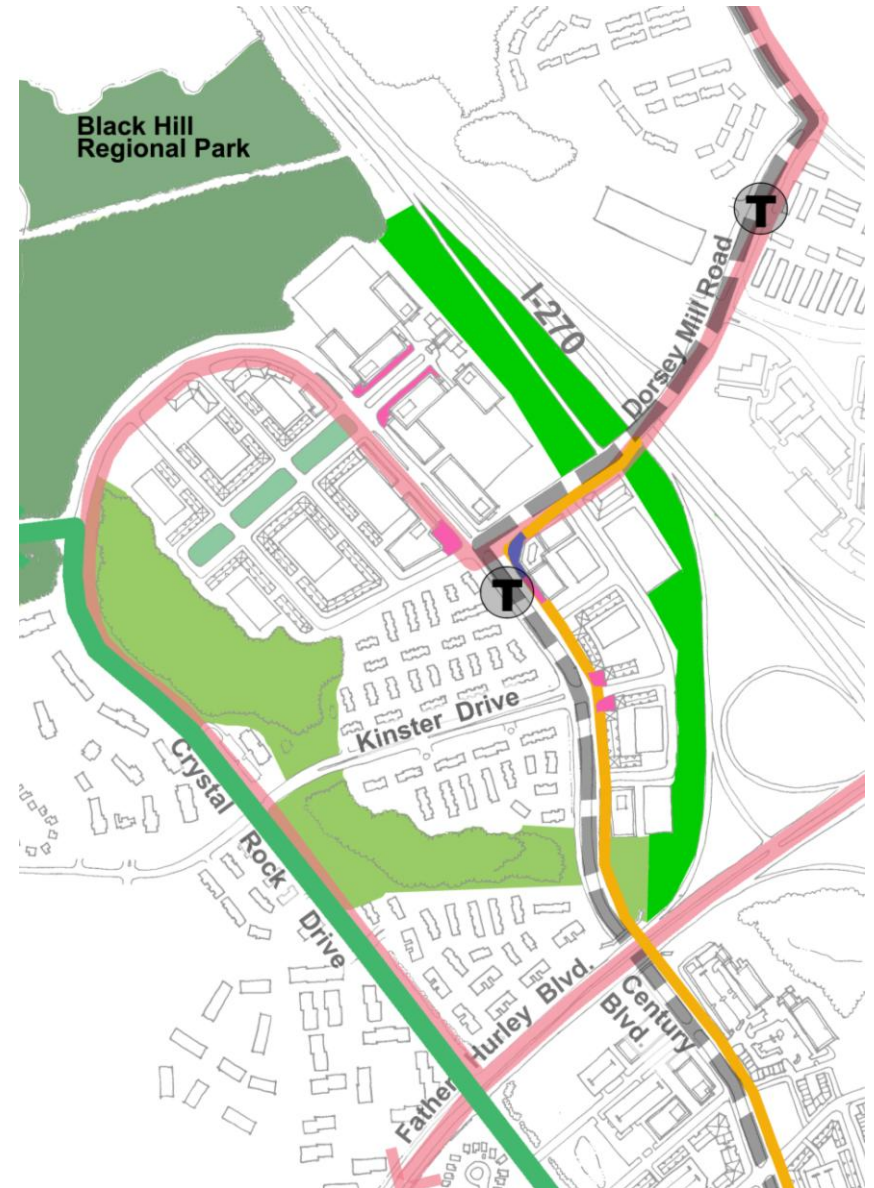 Black Hill
Regional Park
T
I-270
Dorsey Mill Road
T
Kinster Drive
Crystal Rock Drive
Father Hurley Blvd.
Century
Blvd.